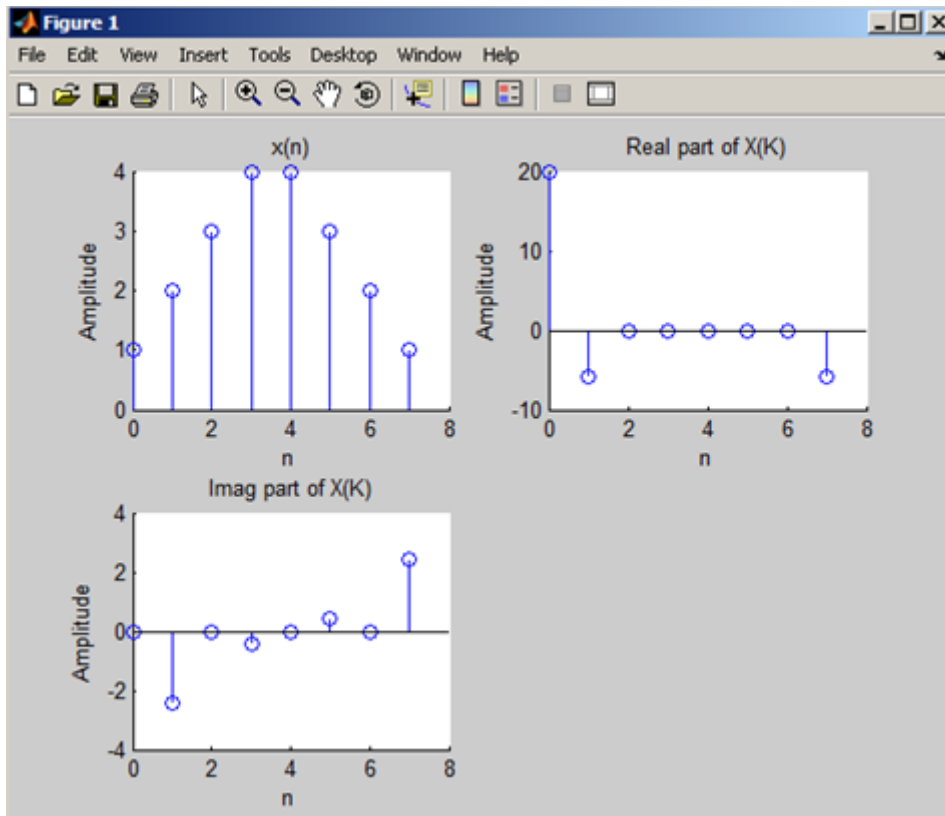 Figure 1
File Edit View Insert Tools Desktop Window Help
x(n)
Amplitude
4
3
2
1
0
0 2 4 6 8
n
Real part of X(K)
Amplitude
20
10
0
-10
0 2 4 6 8
n
Imag part of X(K)
Amplitude
4
2
0
-2
-4
0 2 4 6 8
n